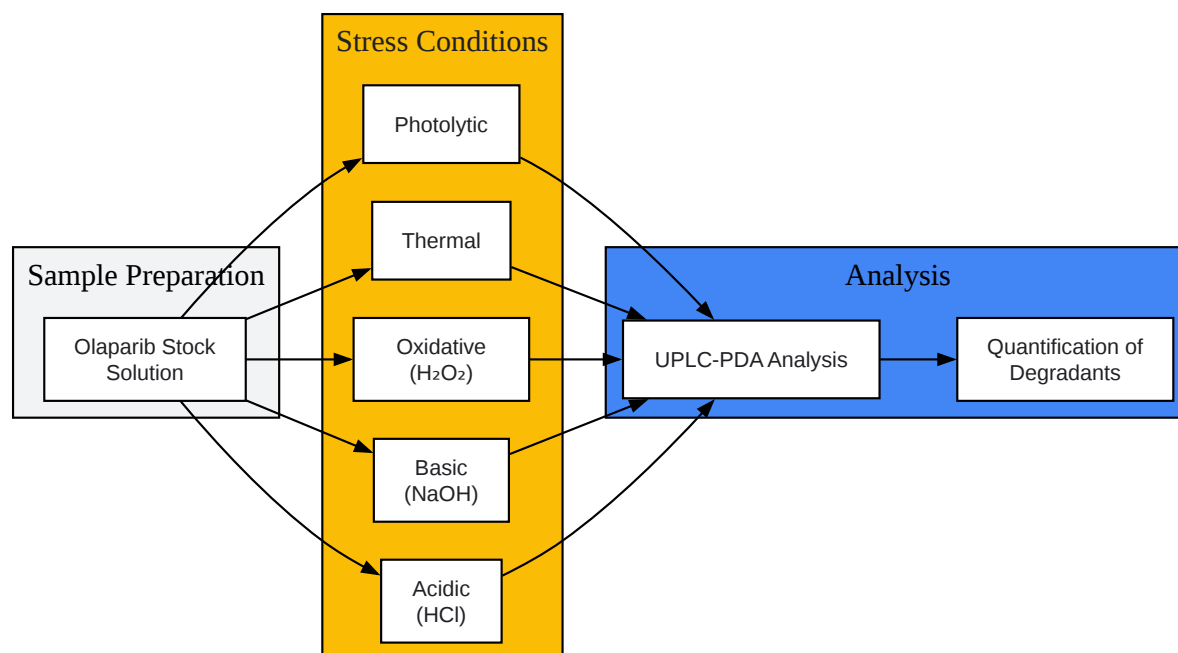 Stress Conditions
Photolytic
Thermal
Sample Preparation
Analysis
Olaparib Stock
Solution
Oxidative
(H₂O₂)
UPLC-PDA Analysis
Quantification of
Degradants
Basic
(NaOH)
Acidic
(HCl)